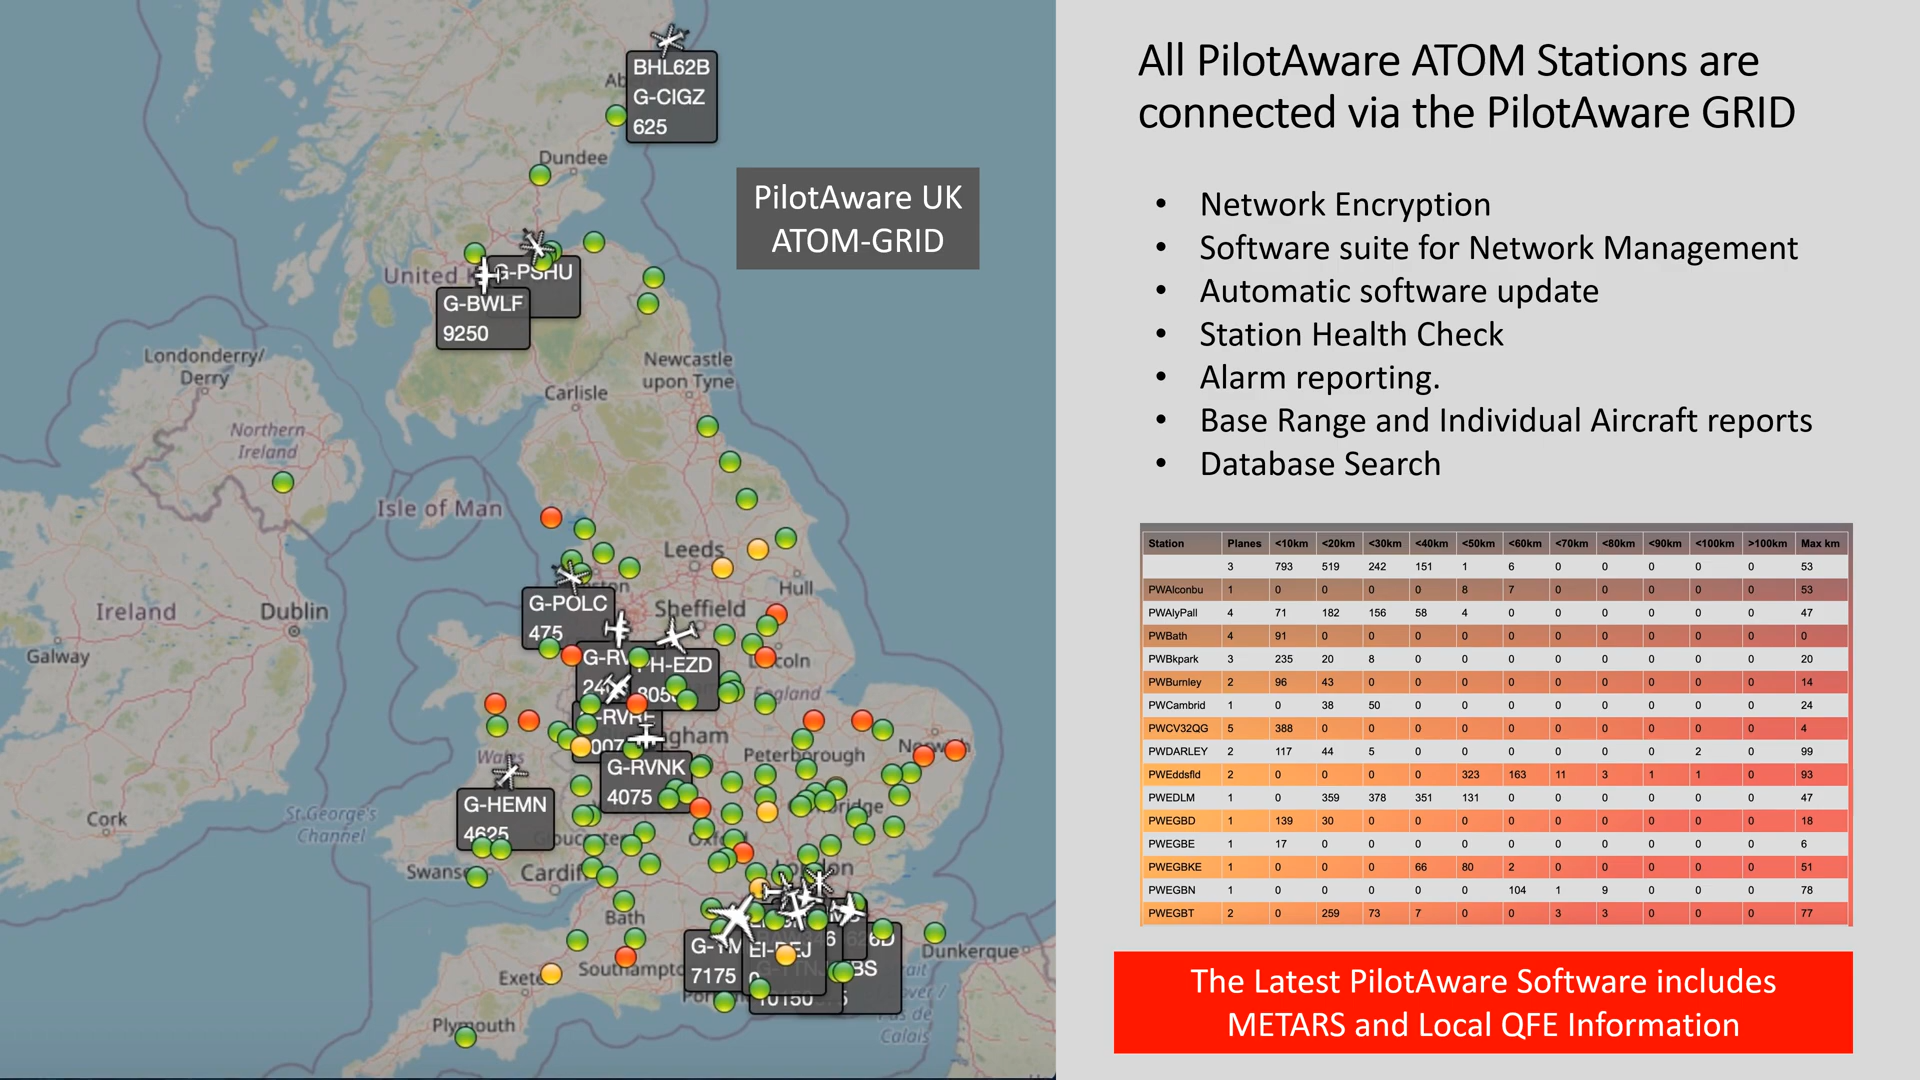 All PilotAware ATOM Stations are
connected via the PilotAware GRID
• Network Encryption
• Software suite for Network Management
• Automatic software update
• Station Health Check
• Alarm reporting.
• Base Range and Individual Aircraft reports
• Database Search
PilotAware UK
ATOM-GRID
BHL62B
G-CIGZ
625
Dundee
G-PSHU
United
G-BWLF
9250
Londonderry/
Derry
Newcastle
upon Tyne
Carlisle
Northern
Ireland
Isle of Man
Leeds
Hull
G-POLC
475
Sheffield
Ireland
Dublin
Galway
PH-EZD
England
Peterborough
Wales
G-RVNK
4075
G-HEMN
4625
St George's
Channel
Cork
Bath
Dunkerque
EI-DEJ
7175
10150
Plymouth
Calais
Station Planes <10km <20km <30km <40km <50km <60km <70km <80km <90km <100km >100km Max km
3 793 519 242 151 1 6 0 0 0 0 0 53
PWAlconbu 1 0 0 0 0 8 7 0 0 0 0 0 53
PWAlyPall 4 71 182 156 58 4 0 0 0 0 0 0 47
PWBath 4 91 0 0 0 0 0 0 0 0 0 0 0
PWBkpark 3 235 20 8 0 0 0 0 0 0 0 0 20
PWBurnley 2 96 43 0 0 0 0 0 0 0 0 0 14
PWCambrid 1 0 38 50 0 0 0 0 0 0 0 0 24
PWCV32QG 5 388 0 0 0 0 0 0 0 0 0 0 4
PWDARLEY 2 117 44 5 0 0 0 0 0 0 2 0 99
PWEddsfld 2 0 0 0 0 323 163 11 3 1 1 0 93
PWEDLM 1 0 359 378 351 131 0 0 0 0 0 0 47
PWEGBD 1 139 30 0 0 0 0 0 0 0 0 0 18
PWEGBE 1 17 0 0 0 0 0 0 0 0 0 0 6
PWEGBKE 1 0 0 0 66 80 2 0 0 0 0 0 51
PWEGBN 1 0 0 0 0 0 104 1 9 0 0 0 78
PWEGBT 2 0 259 73 7 0 0 3 3 0 0 0 77
The Latest PilotAware Software includes
METARS and Local QFE Information